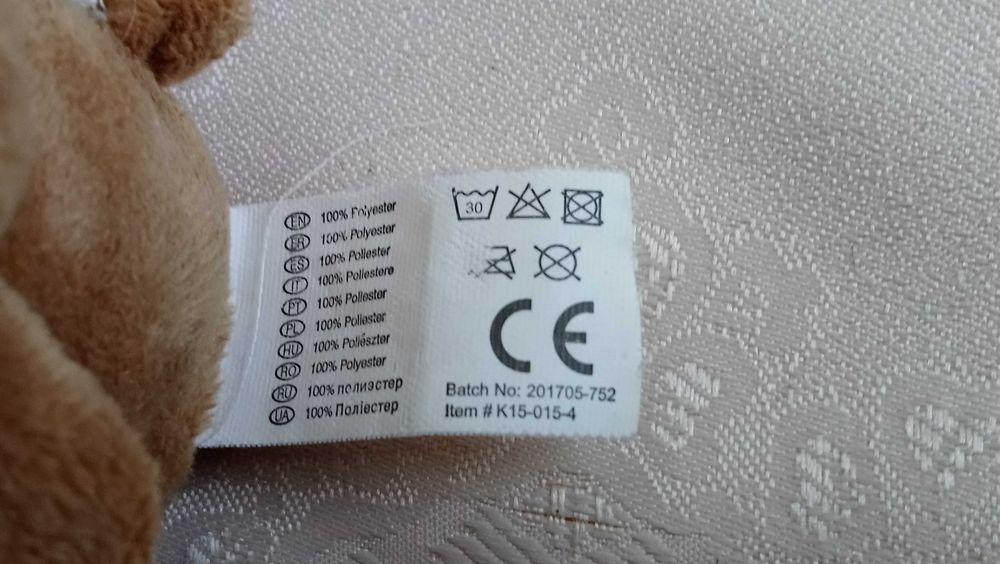 EN 100% Polyester
FR 100% Polyester
ES 100% Poliester
IT 100% Poliestere
PT 100% Poliester
PL 100% Poliester
HU 100% Poliészter
RO 100% Polyester
RU 100% полиэстер
UA 100% Поліестер
30
CE
Batch No: 201705-752
Item # K15-015-4